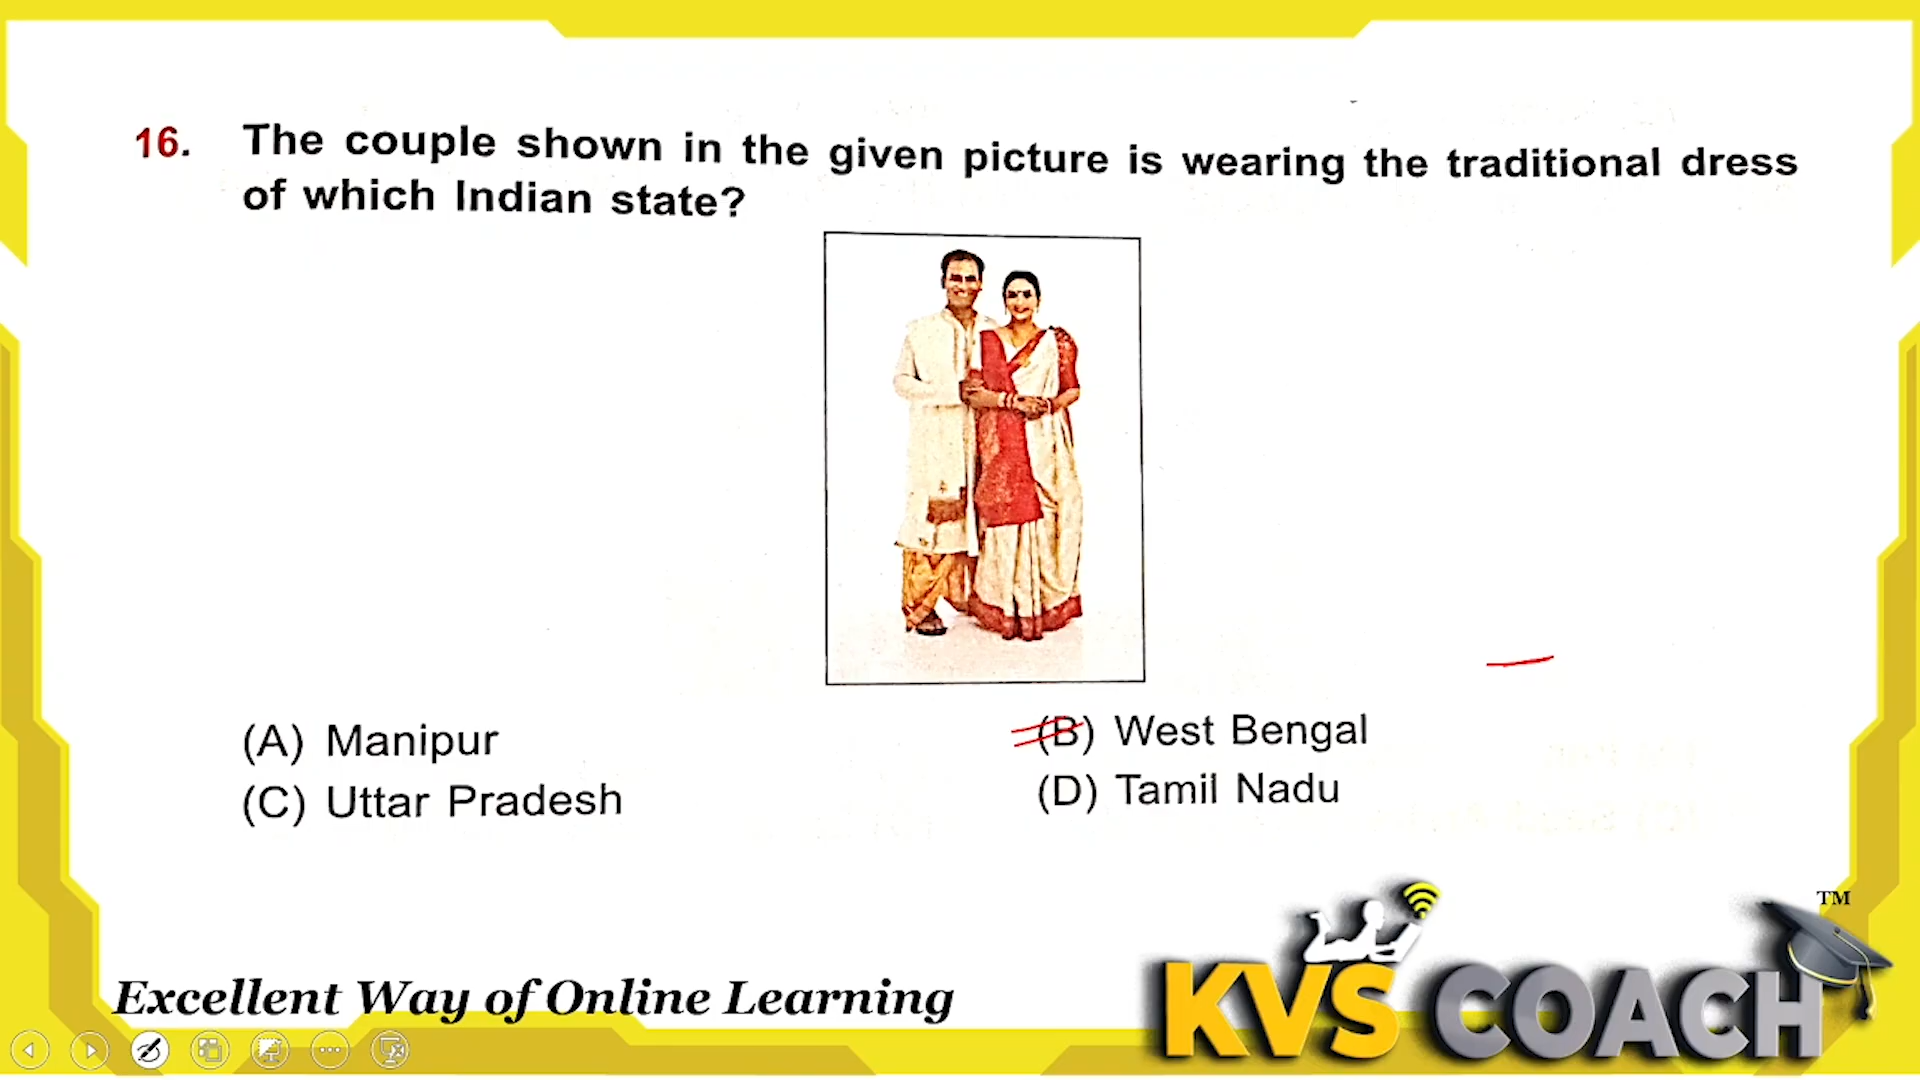 16. The couple shown in the given picture is wearing the traditional dress
of which Indian state?
(A) Manipur
(B) West Bengal
(C) Uttar Pradesh
(D) Tamil Nadu
Excellent Way of Online Learning
KVS COACH
TM